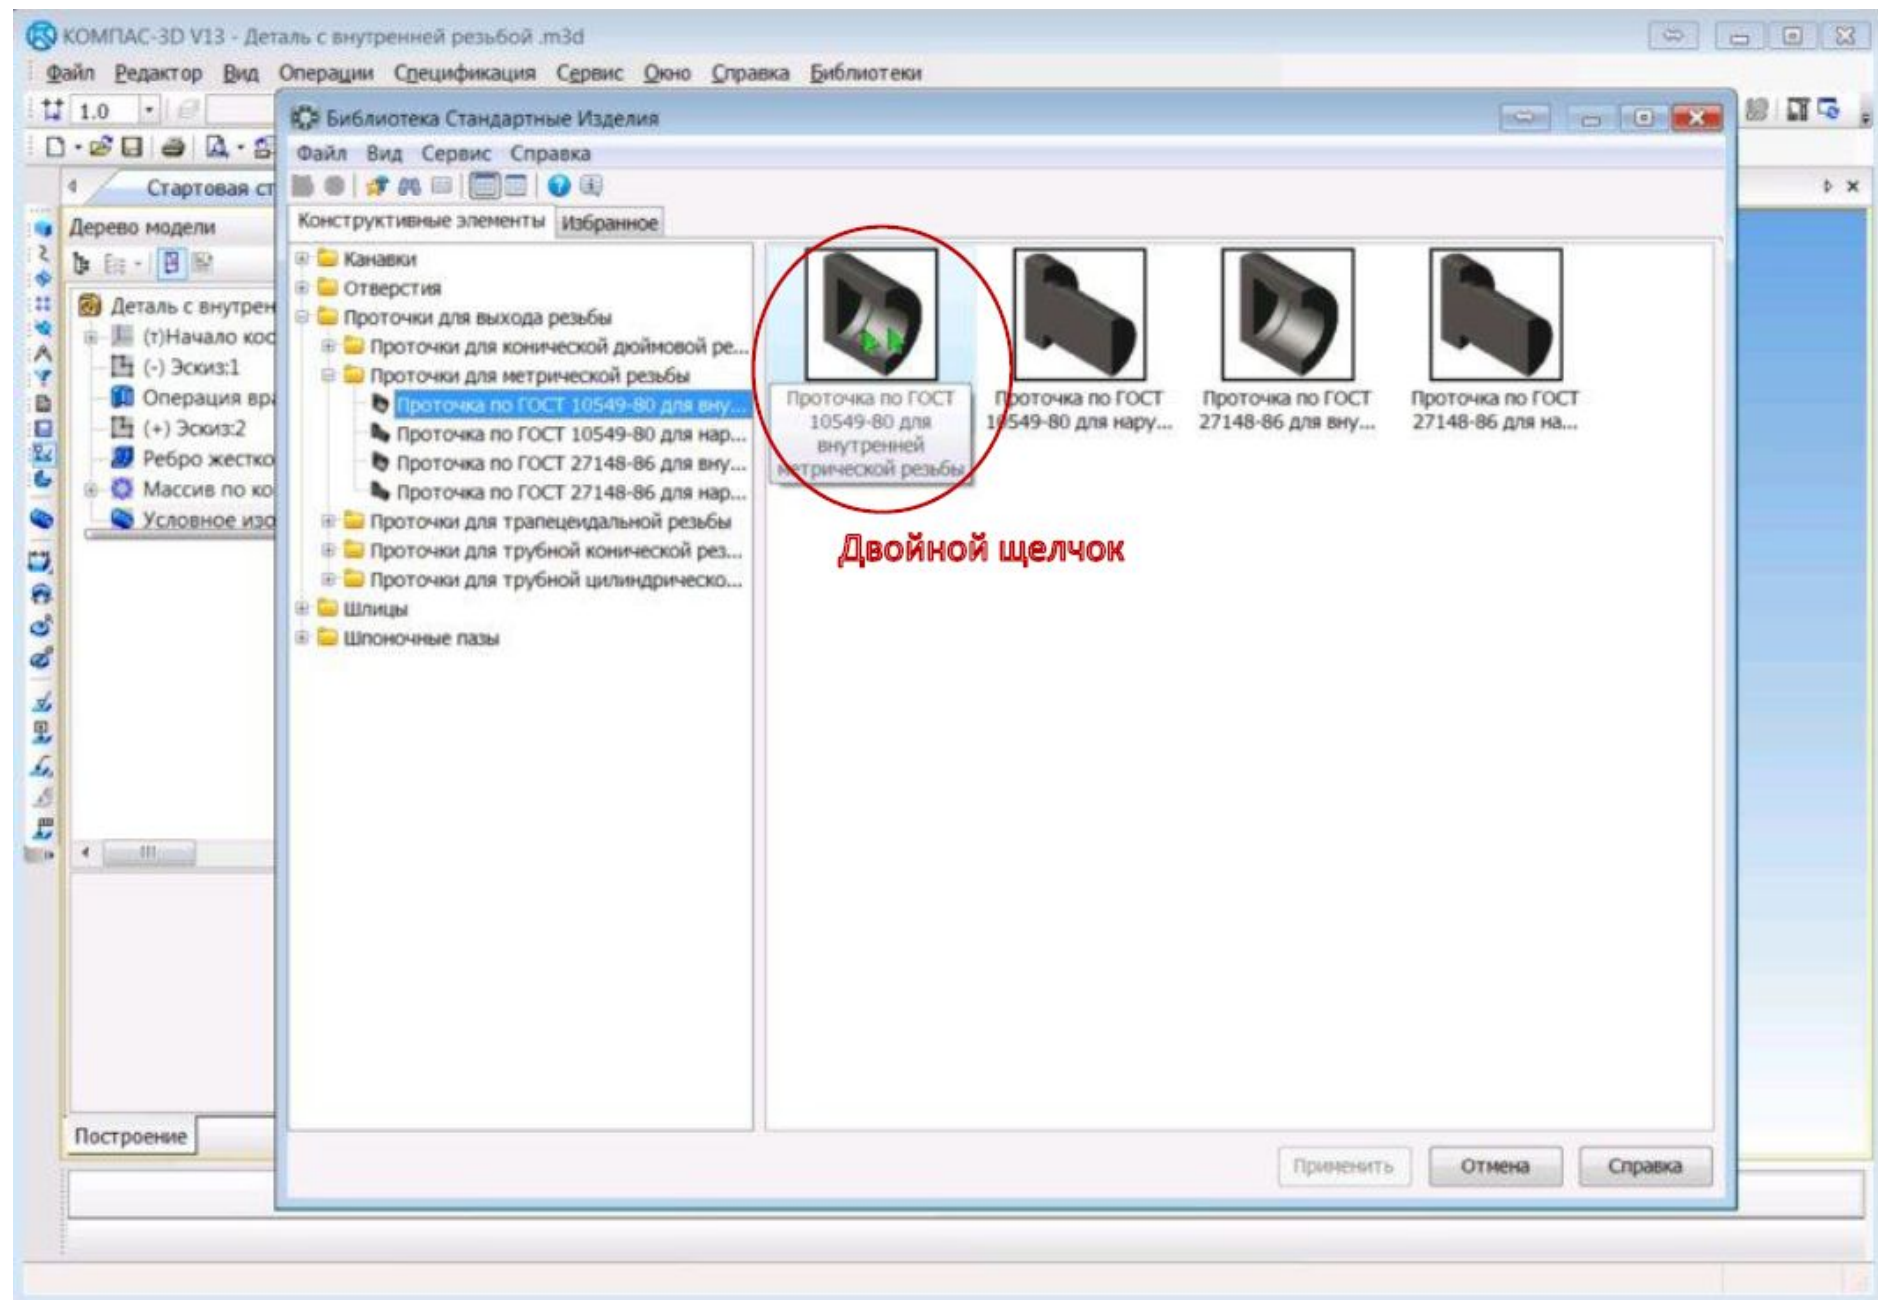 КОМПАС-3D V13 - Деталь с внутренней резьбой .m3d
Файл Редактор Вид Операции Спецификация Сервис Окно Справка Библиотеки
1.0
Библиотека Стандартные Изделия
Файл Вид Сервис Справка
Стартовая ст
Конструктивные элементы Избранное
Дерево модели
Деталь с внутрен
(т)Начало коо
(-) Эскиз:1
Операция вра
(+) Эскиз:2
Ребро жестко
Массив по ко
Условное изо
Канавки
Отверстия
Проточки для выхода резьбы
Проточки для конической дюймовой ре...
Проточки для метрической резьбы
Проточка по ГОСТ 10549-80 для вну...
Проточка по ГОСТ 10549-80 для нар...
Проточка по ГОСТ 27148-86 для вну...
Проточка по ГОСТ 27148-86 для нар...
Проточки для трапецеидальной резьбы
Проточки для трубной конической рез...
Проточки для трубной цилиндрическо...
Шлицы
Шпоночные пазы
Проточка по ГОСТ
10549-80 для
внутренней
метрической резьбы
Проточка по ГОСТ
10549-80 для нару...
Проточка по ГОСТ
27148-86 для вну...
Проточка по ГОСТ
27148-86 для на...
Двойной щелчок
Построение
Применить Отмена Справка